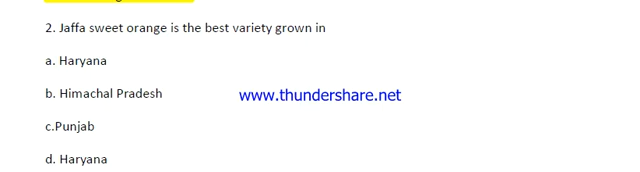 2. Jaffa sweet orange is the best variety grown in
a. Haryana
b. Himachal Pradesh
www.thundershare.net
c.Punjab
d. Haryana